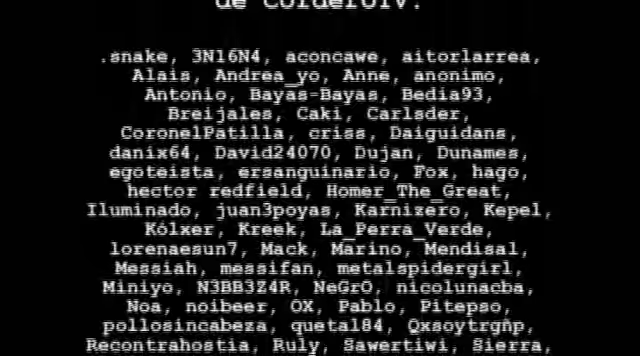 de CorderoTV:
.snake, 3N16N4, aconcawe, aitorlarrea,
Alais, Andrea_yo, Anne, anonimo,
Antonio, Bayas-Bayas, Bedia93,
Breijales, Caki, Carlsder,
CoronelPatilla, criss, Daiguidans,
danix64, David24070, Dujan, Dunames,
egoteista, ersanguinario, Fox, hago,
hector redfield, Homer_The_Great,
Iluminado, juan3poyas, Karnizero, Kepel,
Kólxer, Kreek, La_Perra_Verde,
lorenaesun7, Mack, Marino, Mendisal,
Messiah, messifan, metalspidergirl,
Miniyo, N3BB3Z4R, NeGrO, nicolunacba,
Noa, noibeer, OX, Pablo, Pitepso,
pollosincabeza, quetal84, Qxsoytrgñp,
Recontrahostia, Ruly, Sawertiwi, Sierra,